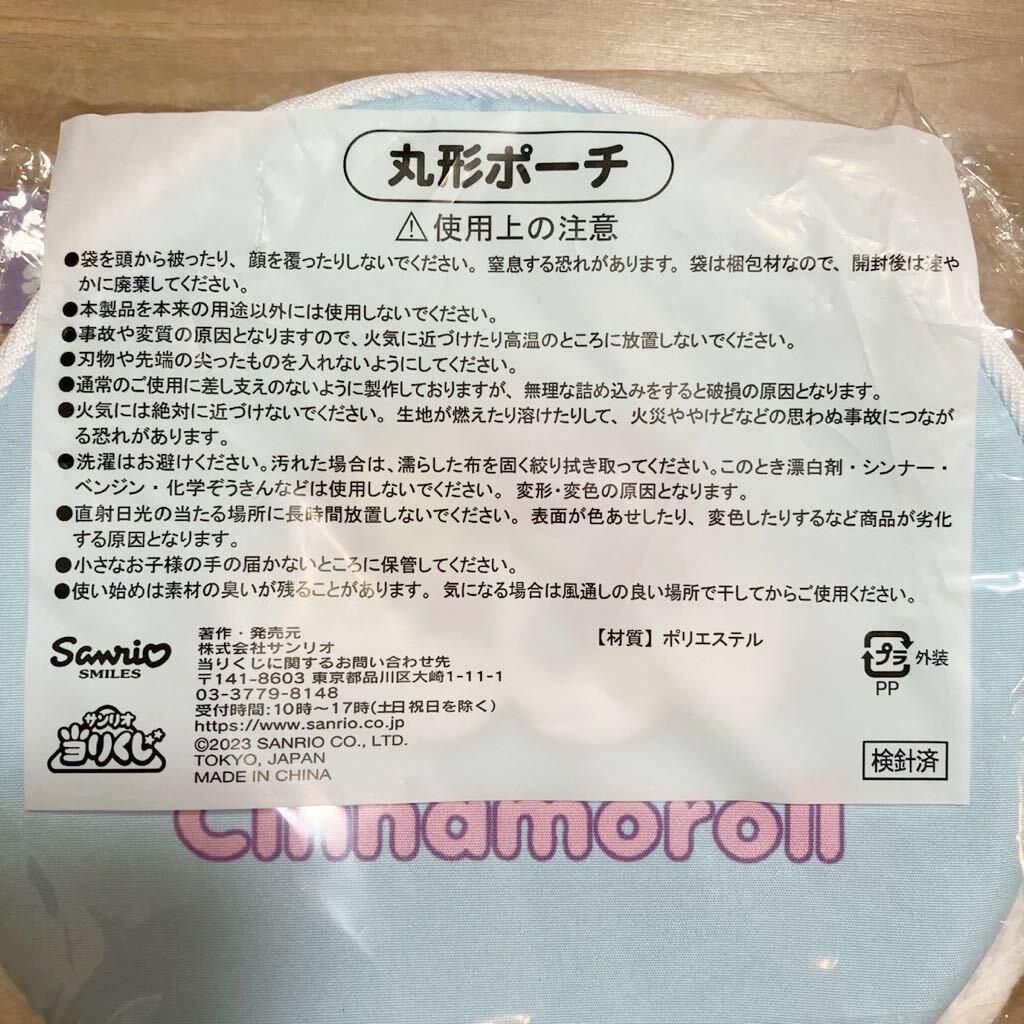 丸形ポーチ
⚠使用上の注意
●袋を頭から被ったり、顔を覆ったりしないでください。窒息する恐れがあります。袋は梱包材なので、開封後は速や
かに廃棄してください。
●本製品を本来の用途以外には使用しないでください。
●事故や変質の原因となりますので、火気に近づけたり高温のところに放置しないでください。
●刃物や先端の尖ったものを入れないようにしてください。
●通常のご使用に差し支えのないように製作しておりますが、無理な詰め込みをすると破損の原因となります。
●火気には絶対に近づけないでください。生地が燃えたり溶けたりして、火災ややけどなどの思わぬ事故につなが
る恐れがあります。
●洗濯はお避けください。汚れた場合は、濡らした布を固く絞り拭き取ってください。このとき漂白剤・シンナー・
ベンジン・化学ぞうきんなどは使用しないでください。変形・変色の原因となります。
●直射日光の当たる場所に長時間放置しないでください。表面が色あせしたり、変色したりするなど商品が劣化
する原因となります。
●小さなお子様の手の届かないところに保管してください。
●使い始めは素材の臭いが残ることがあります。気になる場合は風通しの良い場所で干してからご使用ください。
Sanrio
SMILES
サンリオ
当りくじ
著作・発売元
株式会社サンリオ
当りくじに関するお問い合わせ先
〒141-8603 東京都品川区大崎1-11-1
03-3779-8148
受付時間:10時～17時(土日祝日を除く)
https://www.sanrio.co.jp
©2023 SANRIO CO., LTD.
TOKYO, JAPAN
MADE IN CHINA
【材質】ポリエステル
プラ 外装
PP
検針済
Cinnamoroll